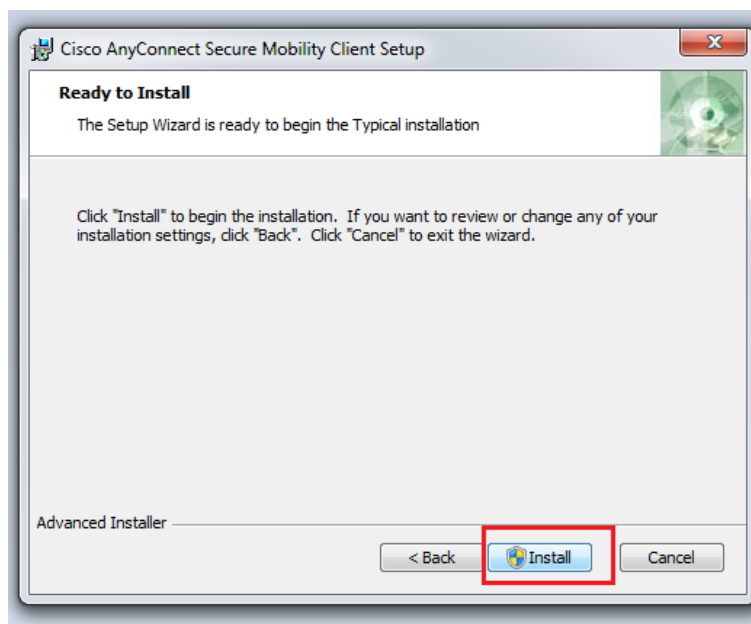 Cisco AnyConnect Secure Mobility Client Setup
Ready to Install
The Setup Wizard is ready to begin the Typical installation
Click "Install" to begin the installation.  If you want to review or change any of your
installation settings, click "Back".  Click "Cancel" to exit the wizard.
Advanced Installer
< Back Install Cancel